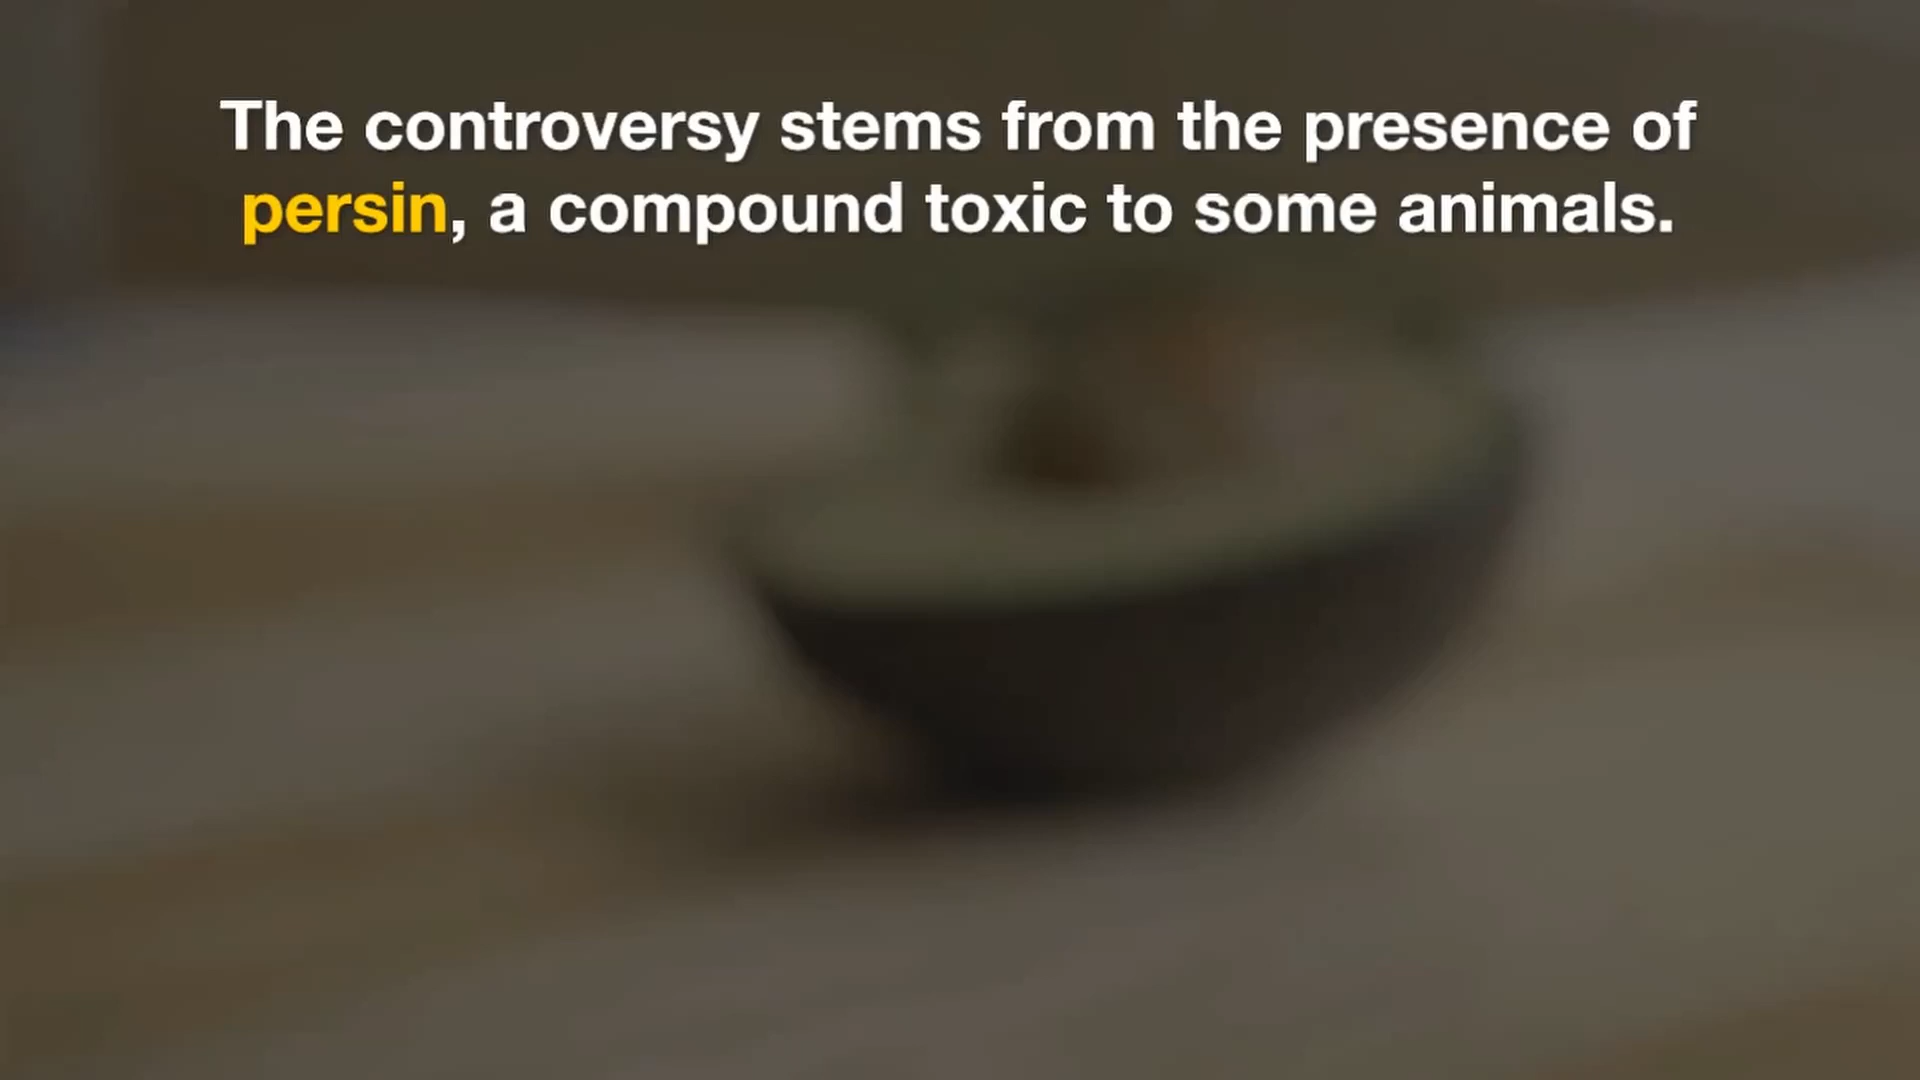 The controversy stems from the presence of
persin, a compound toxic to some animals.